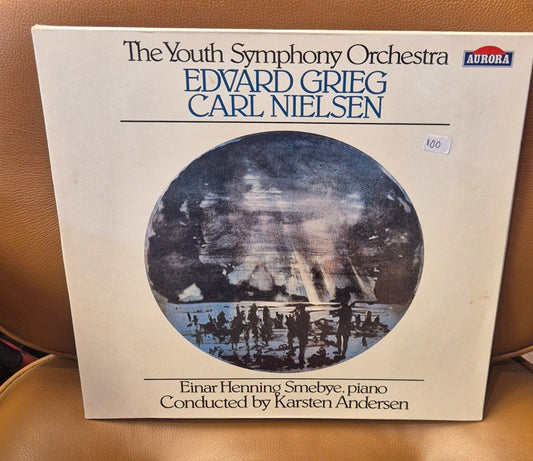 The Youth Symphony Orchestra
AURORA
EDVARD GRIEG
CARL NIELSEN
100
Einar Henning Smebye, piano
Conducted by Karsten Andersen